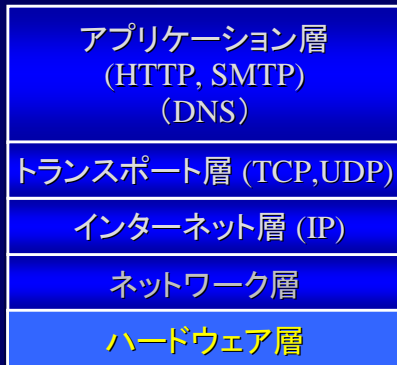 アプリケーション層
(HTTP, SMTP)
（DNS）
トランスポート層 (TCP,UDP)
インターネット層 (IP)
ネットワーク層
ハードウェア層